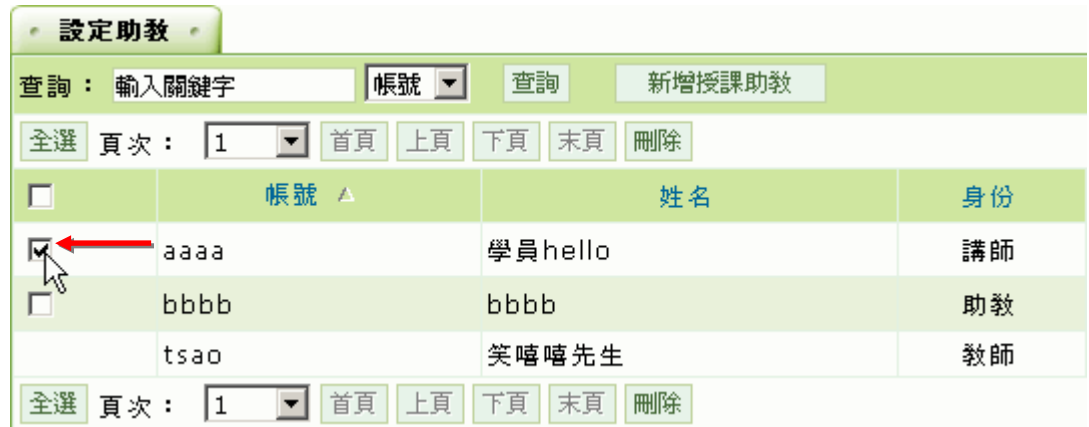 設定助教
查詢： 輸入關鍵字 帳號 查詢 新增授課助教
全選 頁次： 1 首頁 上頁 下頁 末頁 刪除
帳號 姓名 身份
aaaa 學員hello 講師
bbbb bbbb 助教
tsao 笑嘻嘻先生 教師
全選 頁次： 1 首頁 上頁 下頁 末頁 刪除